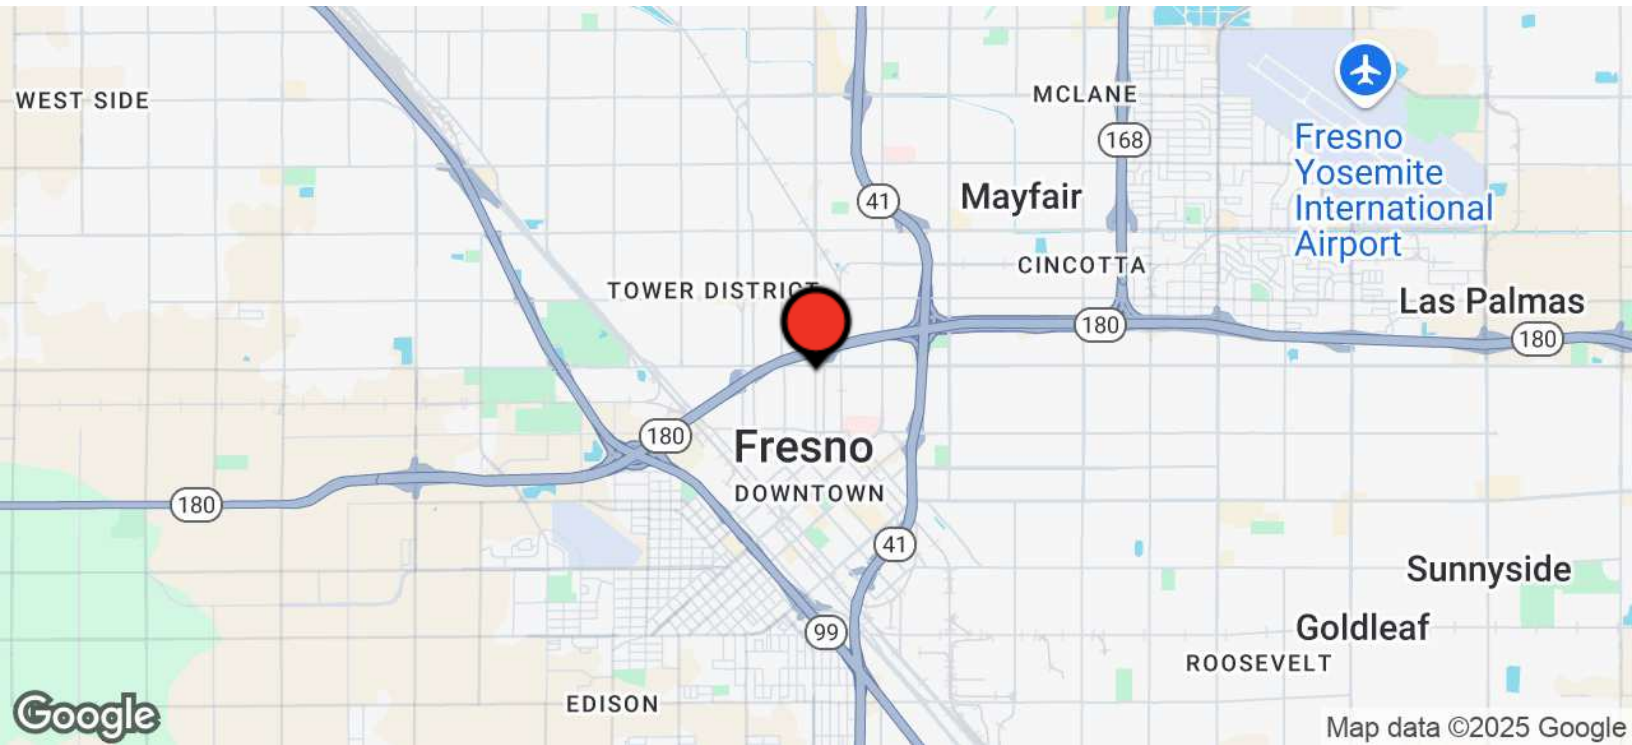 WEST SIDE
MCLANE
168
Fresno
Yosemite
International
Airport
41
Mayfair
CINCOTTA
TOWER DISTRICT
Las Palmas
180
180
180
Fresno
DOWNTOWN
180
41
Sunnyside
99
Goldleaf
ROOSEVELT
EDISON
Google
Map data ©2025 Google